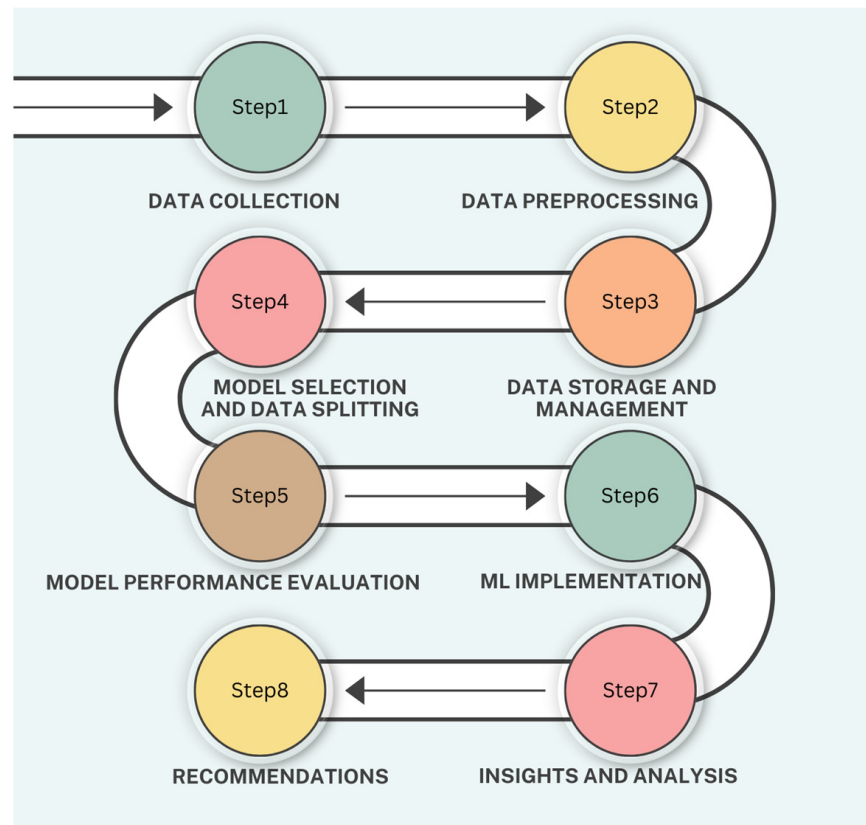 Step1
Step2
DATA COLLECTION
DATA PREPROCESSING
Step4
Step3
MODEL SELECTION
AND DATA SPLITTING
DATA STORAGE AND
MANAGEMENT
Step5
Step6
MODEL PERFORMANCE EVALUATION
ML IMPLEMENTATION
Step8
Step7
RECOMMENDATIONS
INSIGHTS AND ANALYSIS